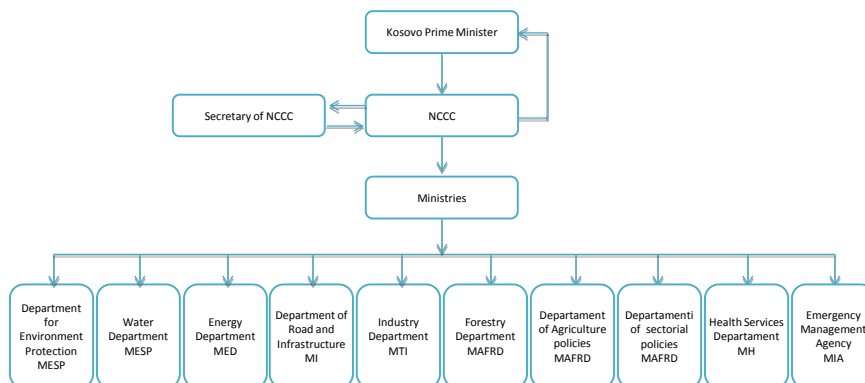 Kosovo Prime Minister
Secretary of NCCC
NCCC
Ministries
Department
for
Environment
Protection
MESP
Water
Department
MESP
Energy
Department
MED
Department of
Road and
Infrastructure
MI
Industry
Department
MTI
Forestry
Department
MAFRD
Departament
of Agriculture
policies
MAFRD
Departamenti
of sectorial
policies
MAFRD
Health Services
Departament
MH
Emergency
Management
Agency
MIA